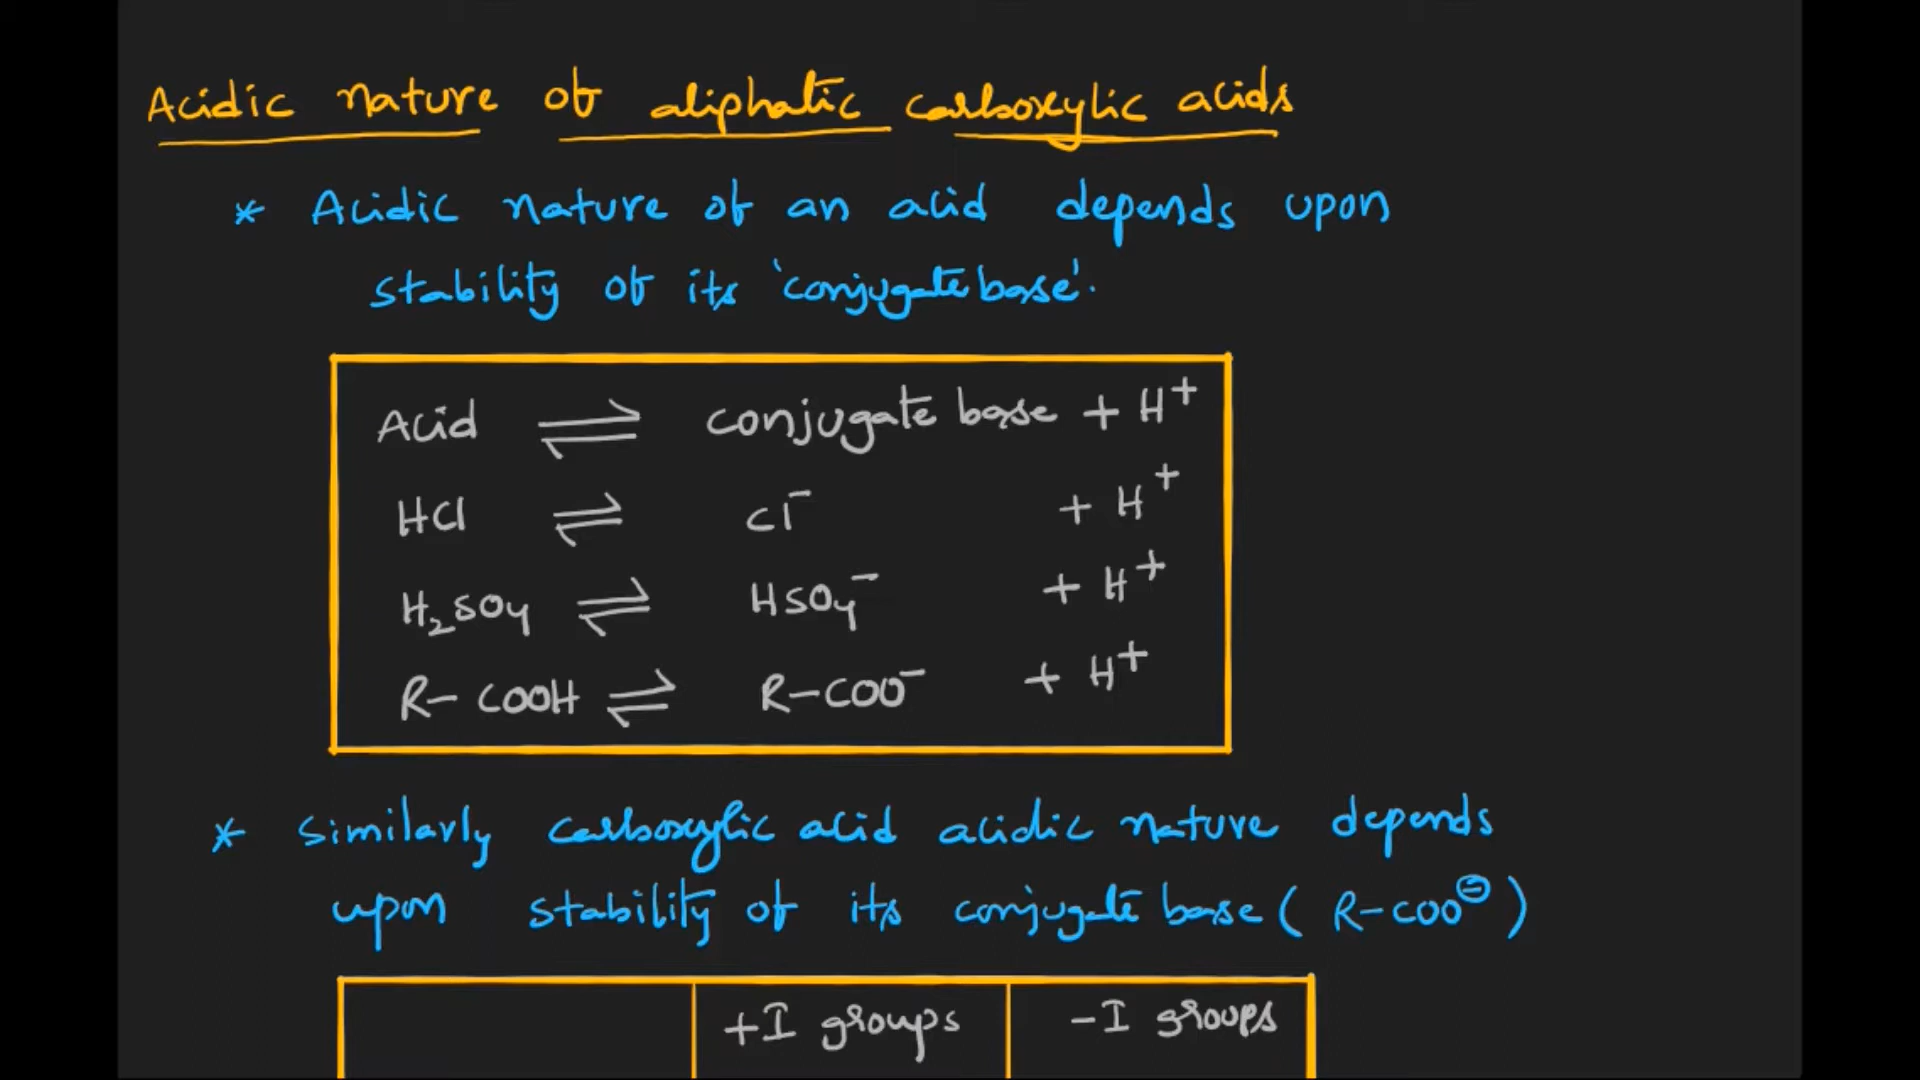 Acidic nature of aliphatic carboxylic acids
* Acidic nature of an acid depends upon
stability of its 'conjugate base'.
Acid ⇌ conjugate base + H⁺
HCl ⇌ Cl⁻ + H⁺
H₂SO₄ ⇌ HSO₄⁻ + H⁺
R-COOH ⇌ R-COO⁻ + H⁺
* Similarly carboxylic acid acidic nature depends
upon stability of its conjugate base (R-COO⊖)
+I groups -I groups